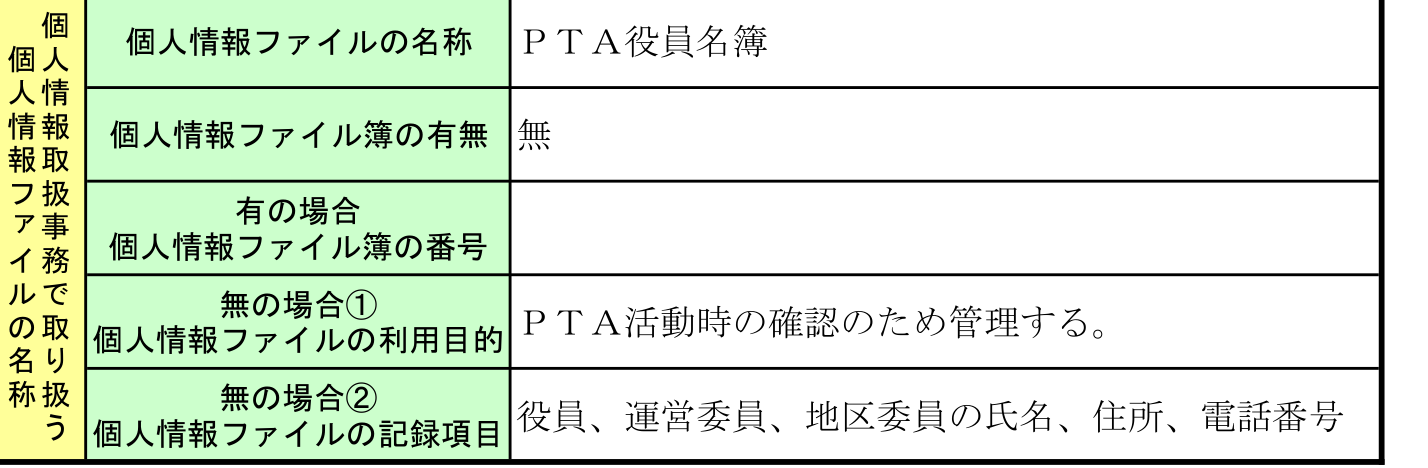 個人情報取扱事務で取り扱う
個人情報ファイルの名称
個人情報ファイルの名称
ＰＴＡ役員名簿
個人情報ファイル簿の有無
無
有の場合
個人情報ファイル簿の番号
無の場合①
個人情報ファイルの利用目的
ＰＴＡ活動時の確認のため管理する。
無の場合②
個人情報ファイルの記録項目
役員、運営委員、地区委員の氏名、住所、電話番号